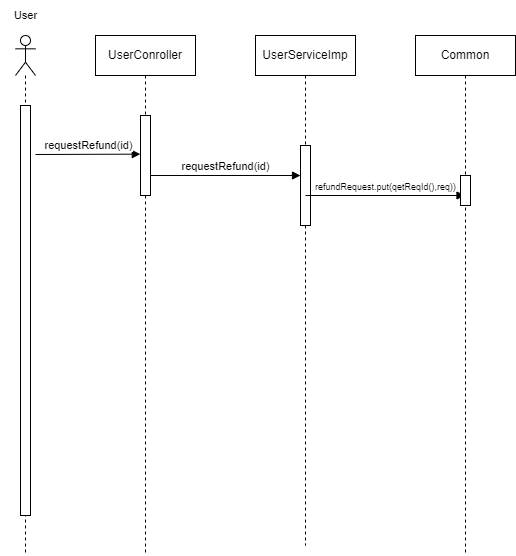 User
UserConroller
UserServiceImp
Common
requestRefund(id)
requestRefund(id)
refundRequest.put(getReqId(),req))